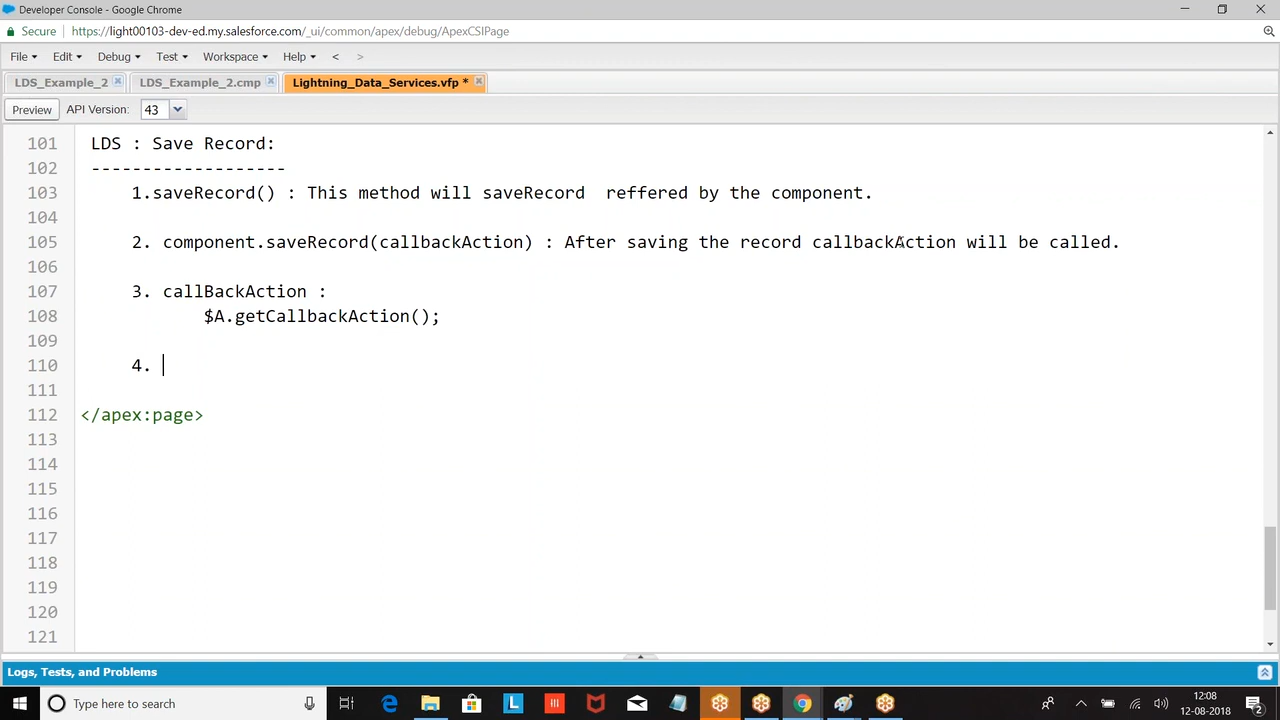 Developer Console - Google Chrome
Secure https://light00103-dev-ed.my.salesforce.com/_ui/common/apex/debug/ApexCSIPage
File Edit Debug Test Workspace Help < >
LDS_Example_2 LDS_Example_2.cmp Lightning_Data_Services.vfp *
Preview API Version: 43
101 LDS : Save Record:
102 -------------------
103 1.saveRecord() : This method will saveRecord reffered by the component.
104
105 2. component.saveRecord(callbackAction) : After saving the record callbackAction will be called.
106
107 3. callBackAction :
108 $A.getCallbackAction();
109
110 4.
111
112 </apex:page>
113
114
115
116
117
118
119
120
121
Logs, Tests, and Problems
Type here to search
12:08
12-08-2018
2